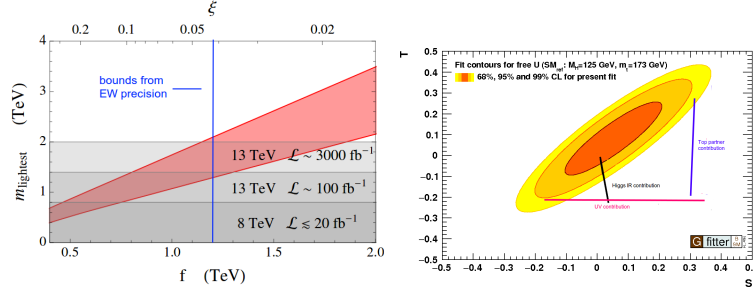 ξ
0.2 0.1 0.05 0.02
4
3
2
1
0
m_lightest (TeV)
bounds from
EW precision
13 TeV ℒ ~ 3000 fb⁻¹
13 TeV ℒ ~ 100 fb⁻¹
8 TeV ℒ ≲ 20 fb⁻¹
0.5 1.0 1.5 2.0
f (TeV)
T
0.5
0.4
0.3
0.2
0.1
0
-0.1
-0.2
-0.3
-0.4
-0.5
Fit contours for free U (SM_ref: M_H=125 GeV, m_t=173 GeV)
68%, 95% and 99% CL for present fit
Top partner
contribution
Higgs IR contribution
UV contribution
G fitter
-0.5 -0.4 -0.3 -0.2 -0.1 0 0.1 0.2 0.3 0.4 0.5
S